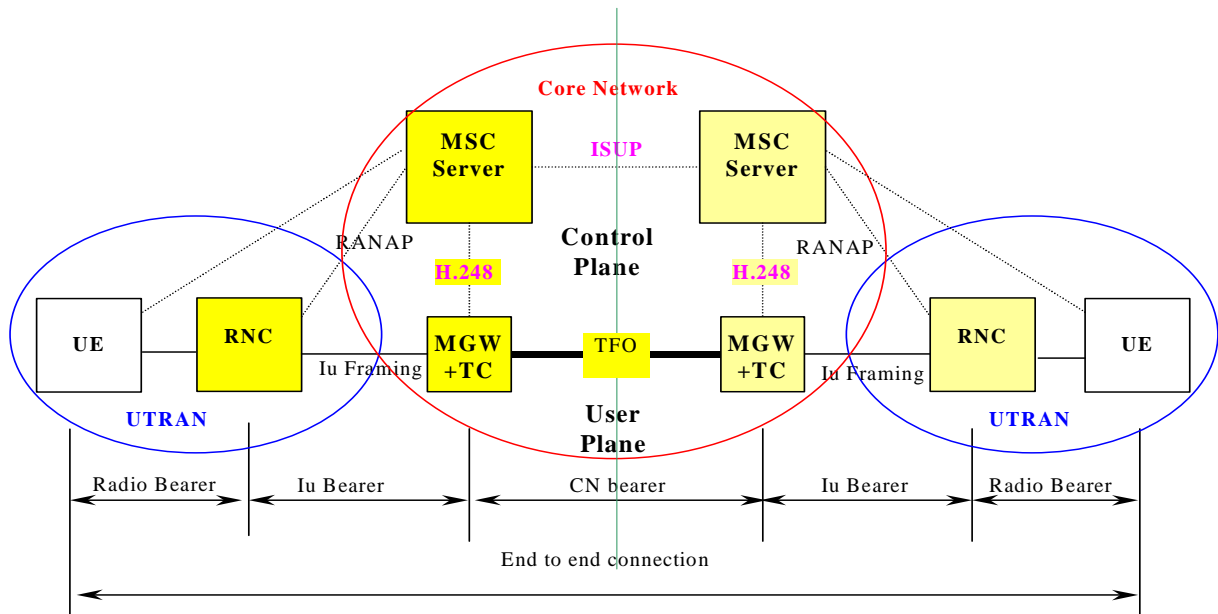 Core Network
MSC
Server
ISUP
MSC
Server
RANAP
Control
Plane
RANAP
H.248
H.248
UE
RNC
MGW
+TC
TFO
MGW
+TC
RNC
UE
Iu Framing
Iu Framing
UTRAN
User
Plane
UTRAN
Radio Bearer
Iu Bearer
CN bearer
Iu Bearer
Radio Bearer
End to end connection